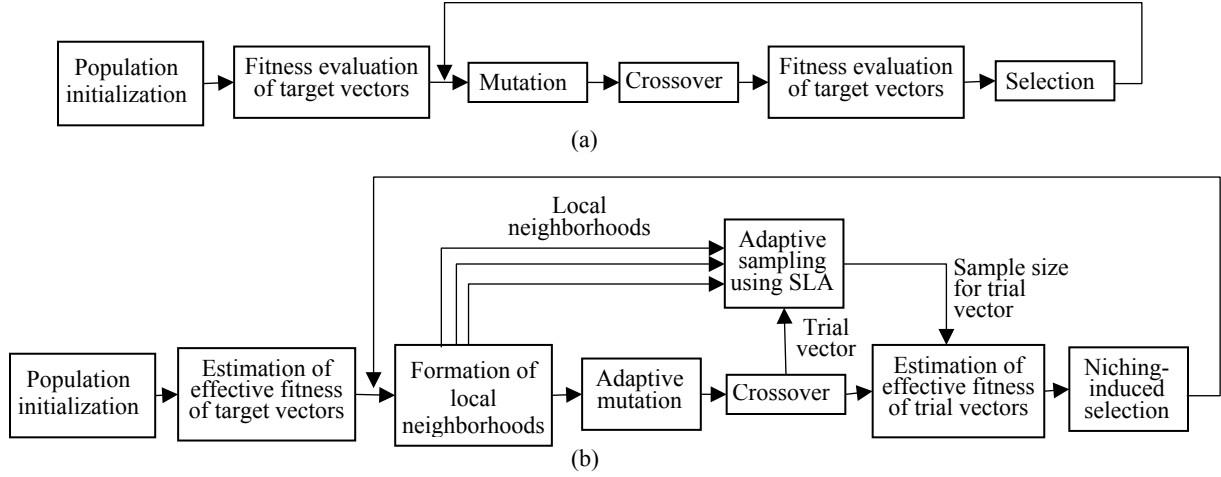 Population
initialization
Fitness evaluation
of target vectors
Mutation
Crossover
Fitness evaluation
of target vectors
Selection
(a)
Local
neighborhoods
Adaptive
sampling
using SLA
Sample size
for trial
vector
Trial
vector
Population
initialization
Estimation of
effective fitness
of target vectors
Formation of
local
neighborhoods
Adaptive
mutation
Crossover
Estimation of
effective fitness
of trial vectors
Niching-
induced
selection
(b)